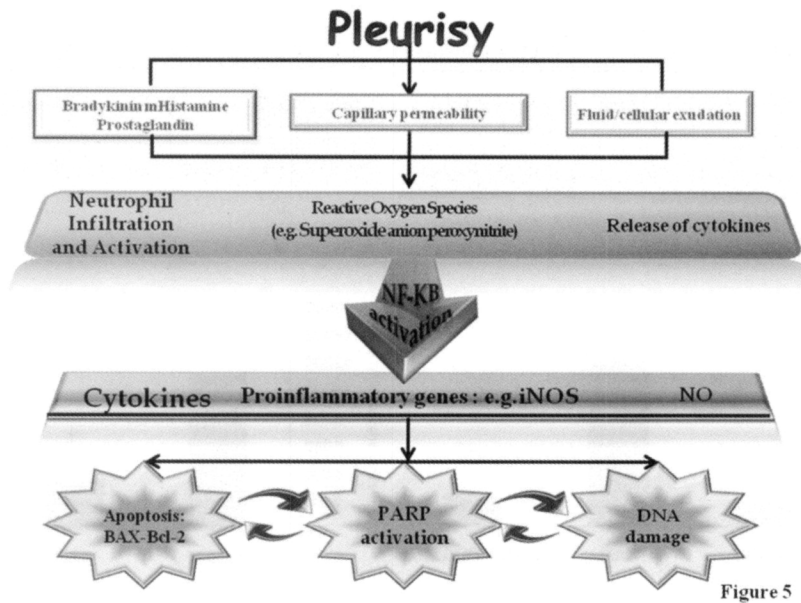 Pleurisy
Bradykinin mHistamine
Prostaglandin
Capillary permeability
Fluid/cellular exudation
Neutrophil
Infiltration
and Activation
Reactive Oxygen Species
(e.g. Superoxide anion peroxynitrite)
Release of cytokines
NF-KB
activation
Cytokines
Proinflammatory genes : e.g.iNOS
NO
Apoptosis:
BAX-Bcl-2
PARP
activation
DNA
damage
Figure 5